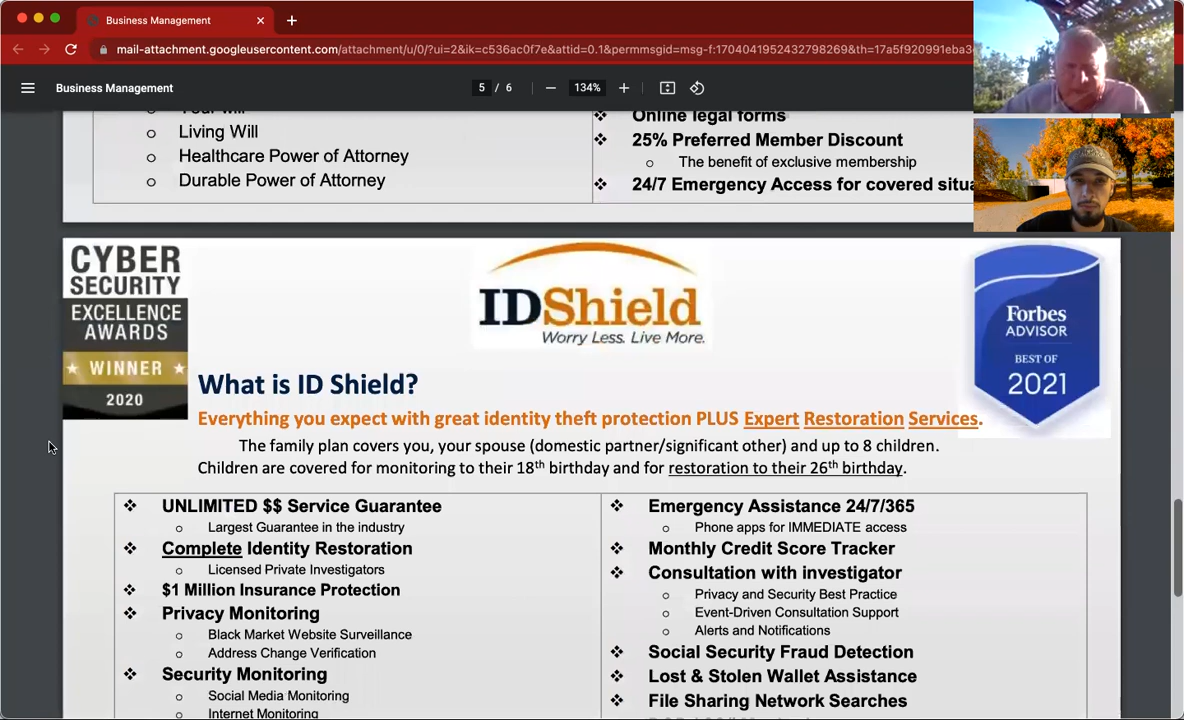 Business Management
mail-attachment.googleusercontent.com/attachment/u/0/?ui=2&ik=c536ac0f7e&attid=0.1&permmsgid=msg-f:1704041952432798269&th=17a5f920991eba3
Business Management
5 / 6
134%
Your will
Living Will
Healthcare Power of Attorney
Durable Power of Attorney
Online legal forms
25% Preferred Member Discount
The benefit of exclusive membership
24/7 Emergency Access for covered situa
CYBER
SECURITY
EXCELLENCE
AWARDS
WINNER
2020
IDShield
Worry Less. Live More.
Forbes
ADVISOR
BEST OF
2021
What is ID Shield?
Everything you expect with great identity theft protection PLUS Expert Restoration Services.
The family plan covers you, your spouse (domestic partner/significant other) and up to 8 children.
Children are covered for monitoring to their 18th birthday and for restoration to their 26th birthday.
UNLIMITED $$ Service Guarantee
Largest Guarantee in the industry
Complete Identity Restoration
Licensed Private Investigators
$1 Million Insurance Protection
Privacy Monitoring
Black Market Website Surveillance
Address Change Verification
Security Monitoring
Social Media Monitoring
Internet Monitoring
Emergency Assistance 24/7/365
Phone apps for IMMEDIATE access
Monthly Credit Score Tracker
Consultation with investigator
Privacy and Security Best Practice
Event-Driven Consultation Support
Alerts and Notifications
Social Security Fraud Detection
Lost & Stolen Wallet Assistance
File Sharing Network Searches